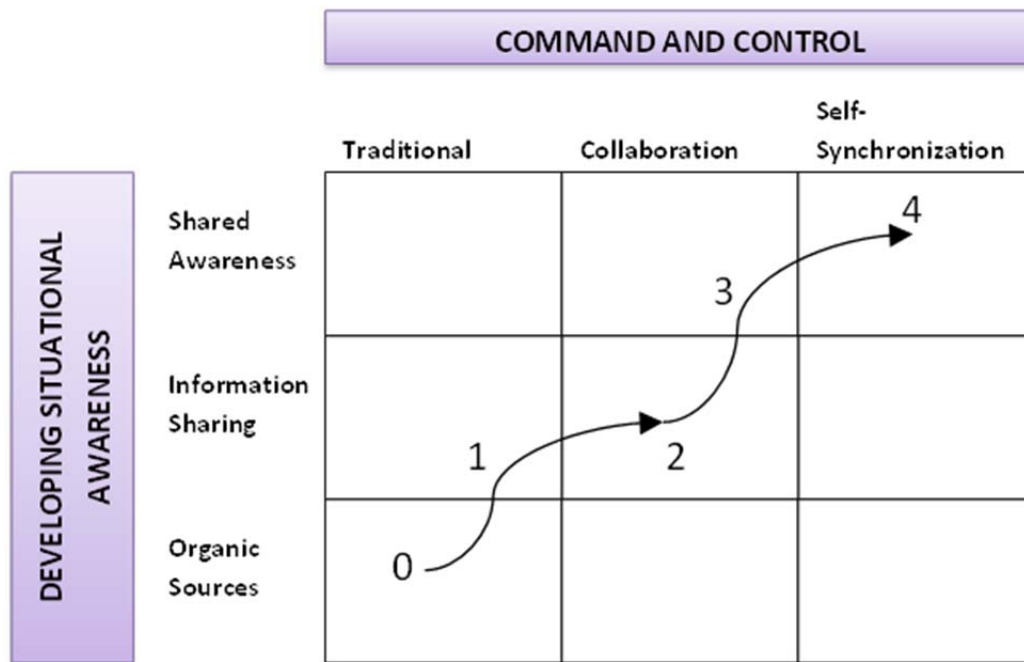 COMMAND AND CONTROL
Self-
Traditional
Collaboration
Synchronization
DEVELOPING SITUATIONAL
AWARENESS
Shared
Awareness
4
3
Information
Sharing
1
2
Organic
Sources
0